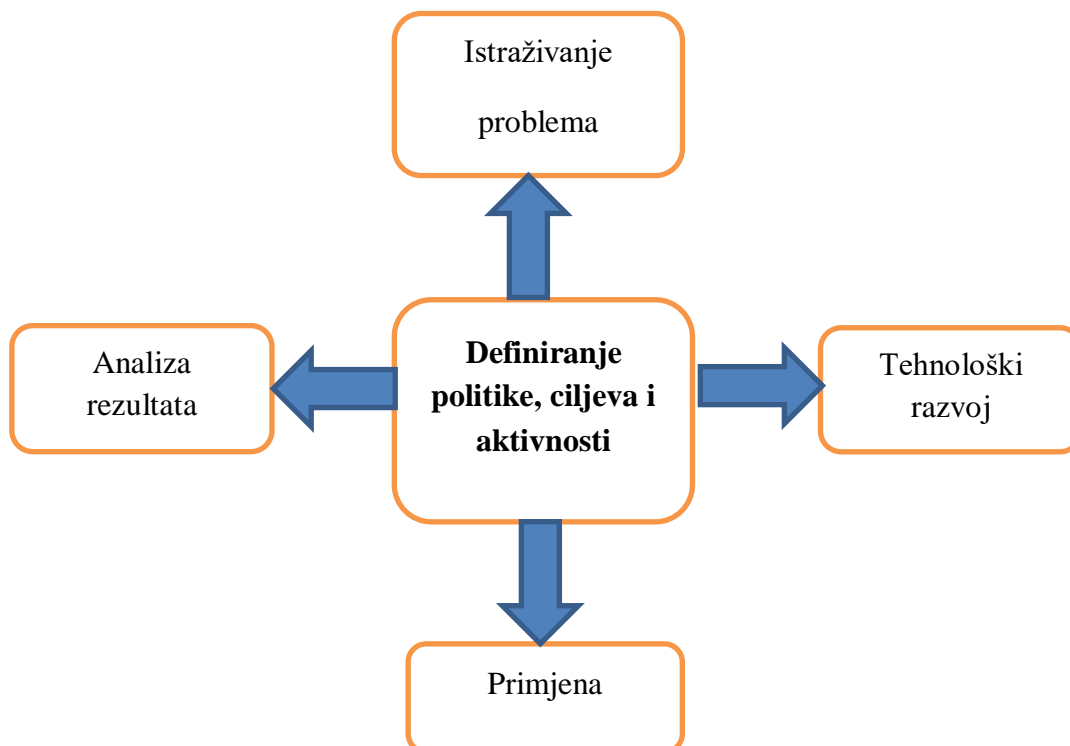 Istraživanje
problema
Analiza
rezultata
Definiranje
politike, ciljeva i
aktivnosti
Tehnološki
razvoj
Primjena